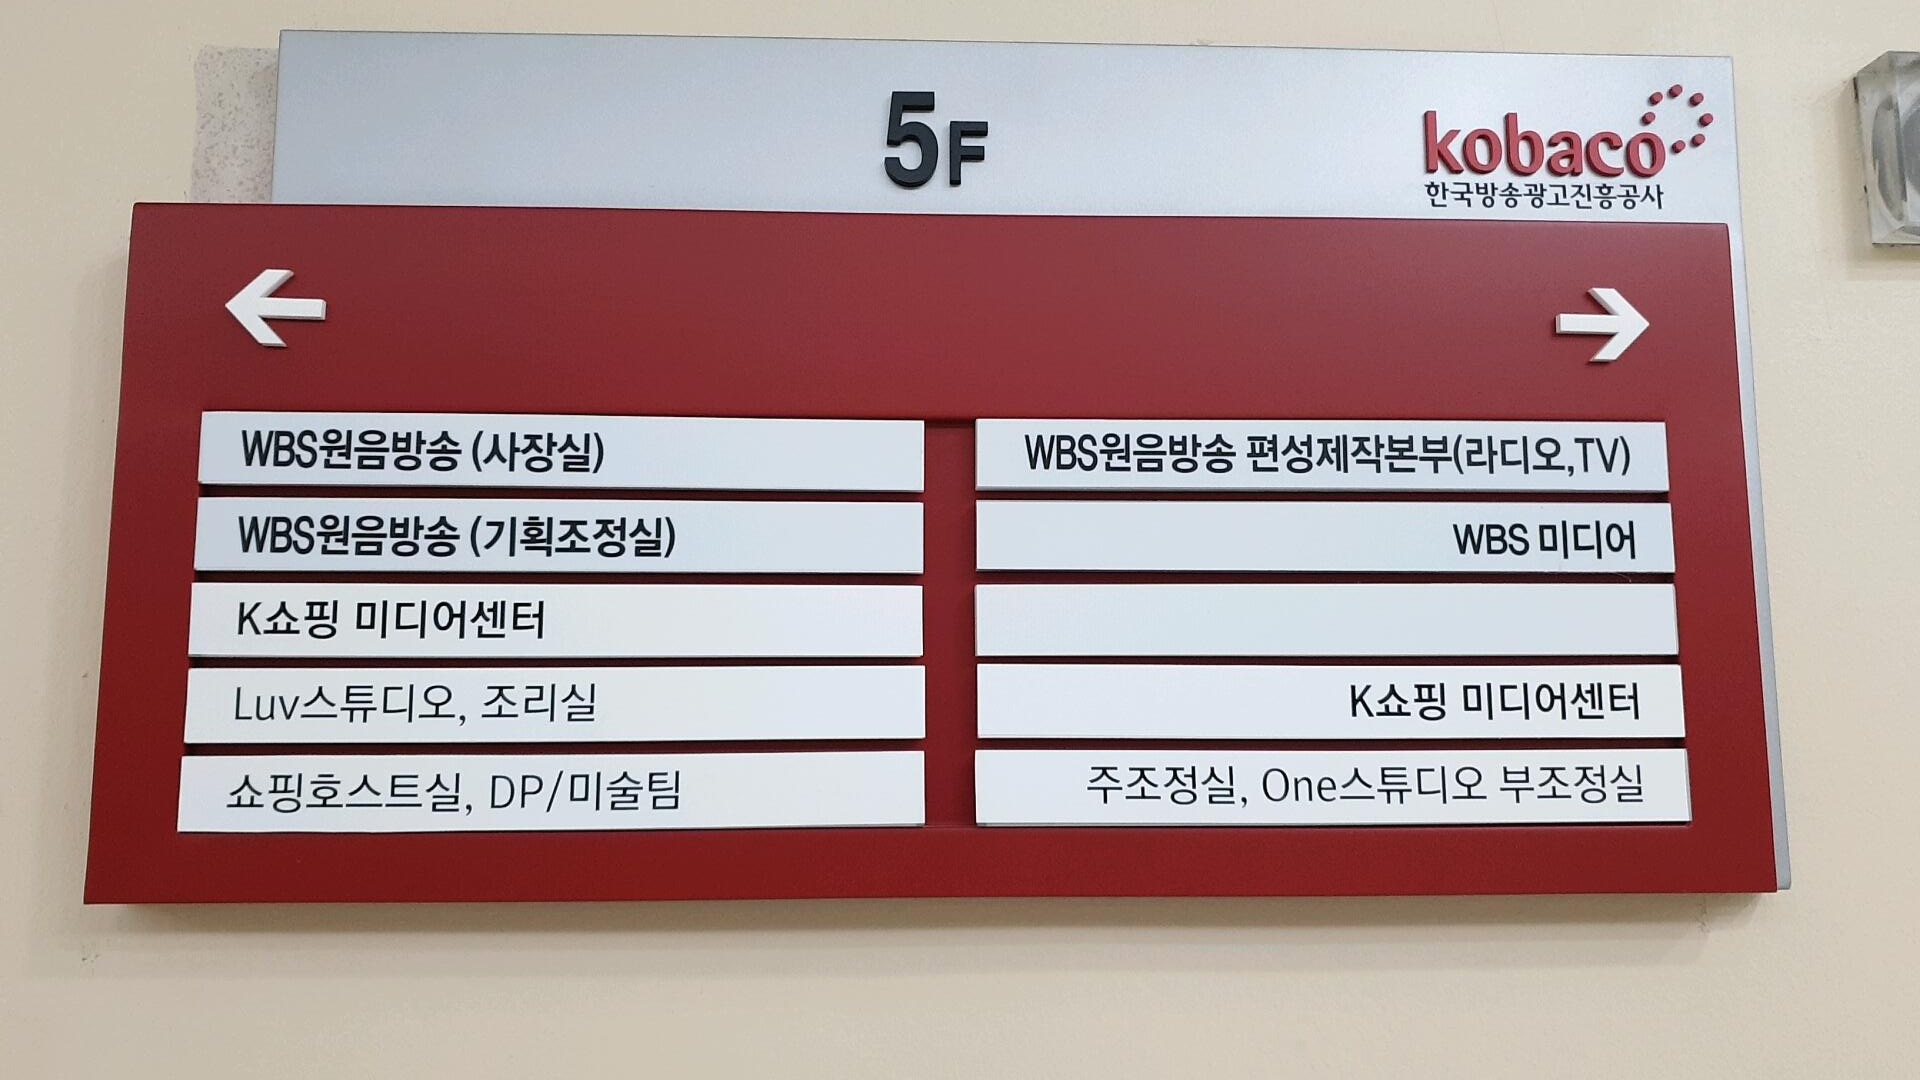 5F
kobaco
한국방송광고진흥공사
WBS원음방송 (사장실)
WBS원음방송 (기획조정실)
K쇼핑 미디어센터
Luv스튜디오, 조리실
쇼핑호스트실, DP/미술팀
WBS원음방송 편성제작본부(라디오,TV)
WBS 미디어
K쇼핑 미디어센터
주조정실, One스튜디오 부조정실